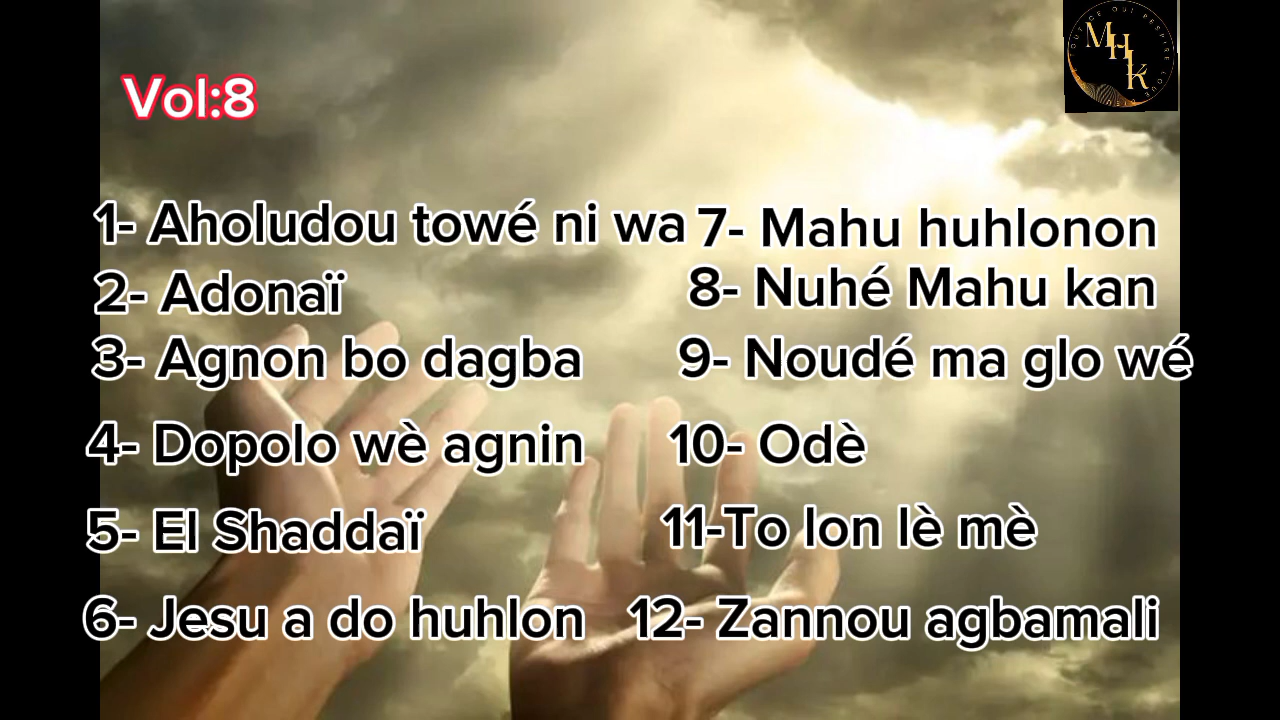 Vol:8
MHK
1- Aholudou towé ni wa
2- Adonaï
3- Agnon bo dagba
4- Dopolo wè agnin
5- El Shaddaï
6- Jesu a do huhlon
7- Mahu huhlonon
8- Nuhé Mahu kan
9- Noudé ma glo wé
10- Odè
11-To lon lè mè
12- Zannou agbamali